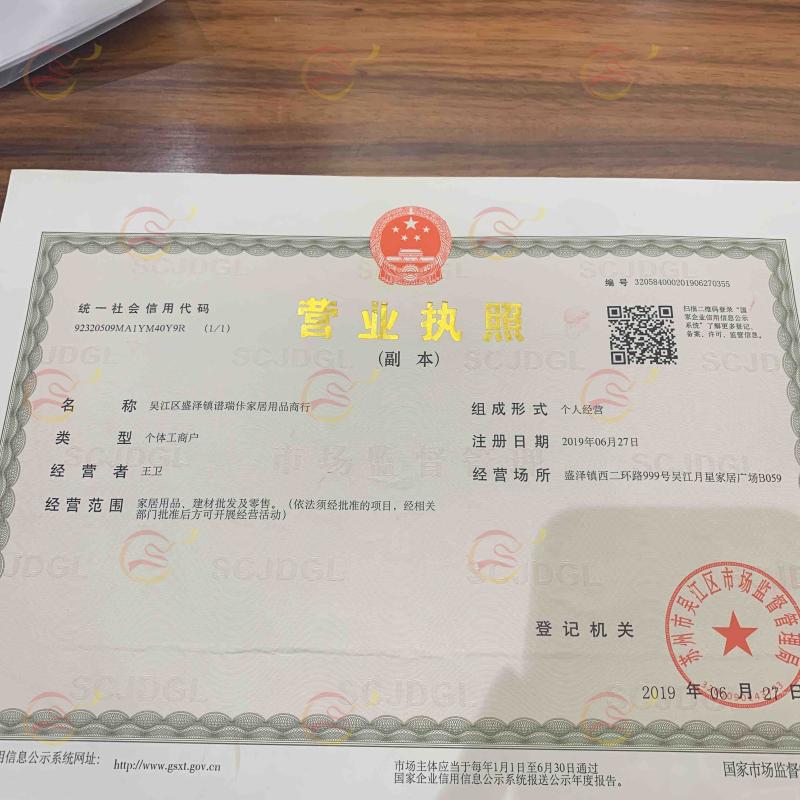 编号 320584000201906270355
统一社会信用代码
92320509MA1YM40Y9R (1/1)
营业执照
(副 本)
扫描二维码登录“国
家企业信用信息公示
系统”了解更多登记、
备案、许可、监管信息。
名 称 吴江区盛泽镇谱瑞佧家居用品商行
组成形式 个人经营
类 型 个体工商户
注册日期 2019年06月27日
经营者 王卫
经营场所 盛泽镇西二环路999号吴江月星家居广场B059
经营范围 家居用品、建材批发及零售。(依法须经批准的项目,经相关
部门批准后方可开展经营活动)
市场监督管理
SCJDGL
登记机关
苏州市吴江区市场监督管理局
2019 年 06 月 27 日
用信息公示系统网址: http://www.gsxt.gov.cn
市场主体应当于每年1月1日至6月30日通过
国家企业信用信息公示系统报送公示年度报告。
国家市场监督